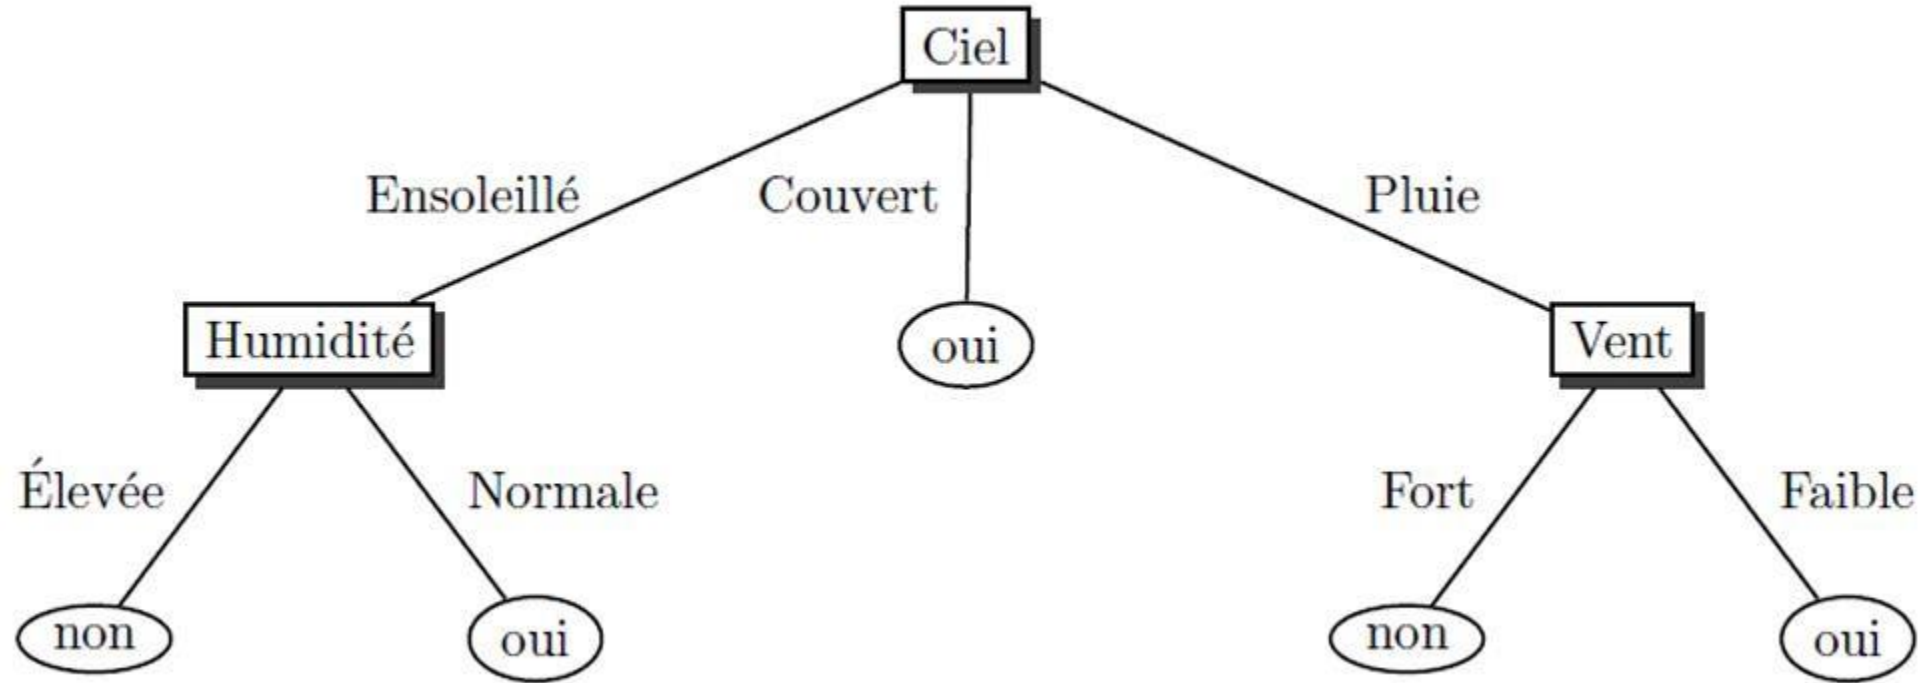 Ciel
Ensoleillé
Couvert
Pluie
Humidité
oui
Vent
Élevée
Normale
Fort
Faible
non
oui
non
oui